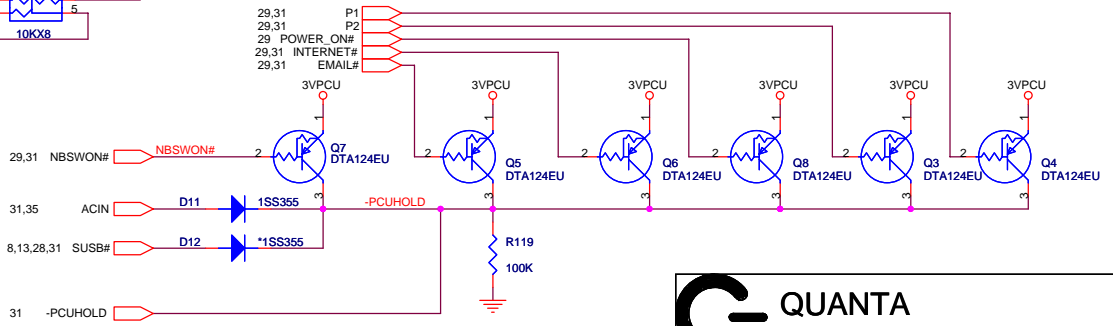 5
10KX8
29,31 P1
29,31 P2
29 POWER_ON#
29,31 INTERNET#
29,31 EMAIL#
3VPCU 3VPCU 3VPCU 3VPCU 3VPCU 3VPCU
1 1 1 1 1 1
29,31 NBSWON# NBSWON# 2 Q7 DTA124EU
2 Q5 DTA124EU
2 Q6 DTA124EU
2 Q8 DTA124EU
2 Q3 DTA124EU
2 Q4 DTA124EU
3 3 3 3 3 3
31,35 ACIN D11 1SS355 -PCUHOLD
8,13,28,31 SUSB# D12 *1SS355
R119
100K
31 -PCUHOLD
QUANTA